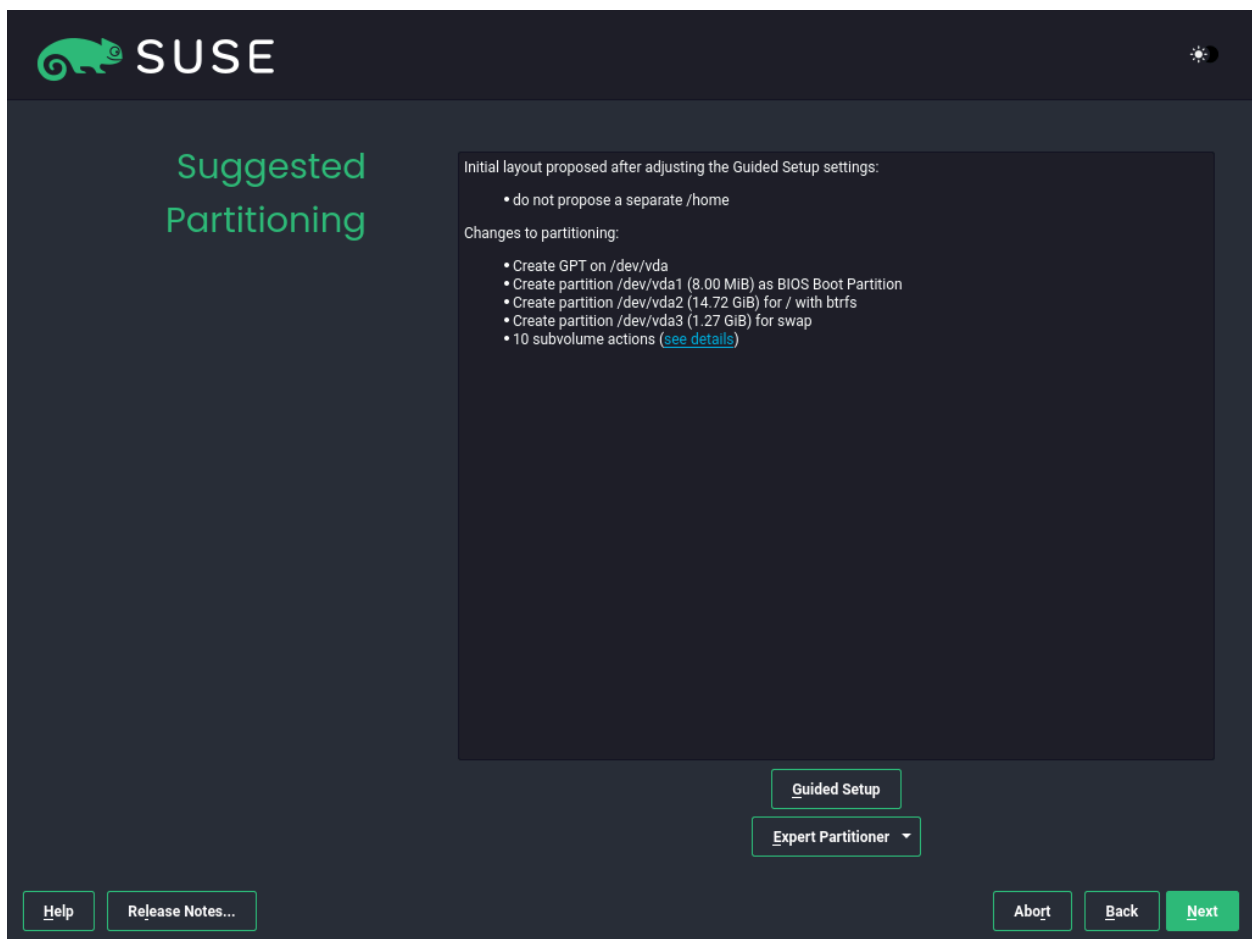 SUSE
Suggested
Partitioning
Initial layout proposed after adjusting the Guided Setup settings:
• do not propose a separate /home
Changes to partitioning:
• Create GPT on /dev/vda
• Create partition /dev/vda1 (8.00 MiB) as BIOS Boot Partition
• Create partition /dev/vda2 (14.72 GiB) for / with btrfs
• Create partition /dev/vda3 (1.27 GiB) for swap
• 10 subvolume actions (see details)
Guided Setup
Expert Partitioner
Help
Release Notes...
Abort
Back
Next